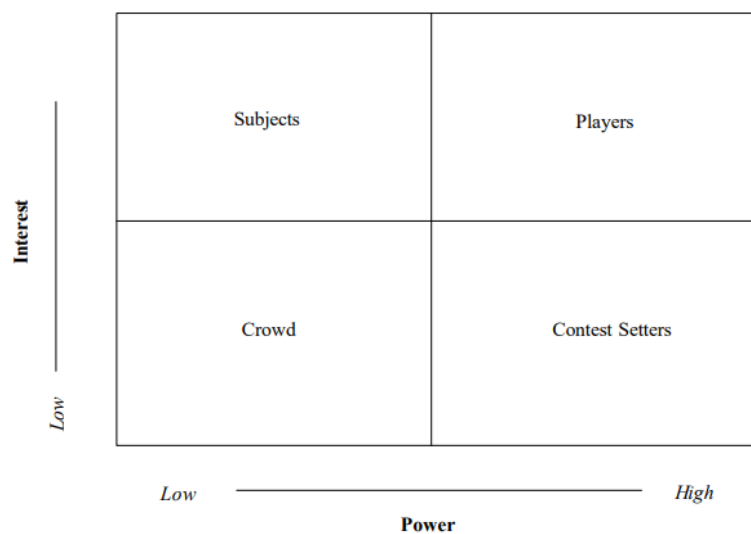 Subjects
Players
Interest
Crowd
Contest Setters
Low
Low
High
Power